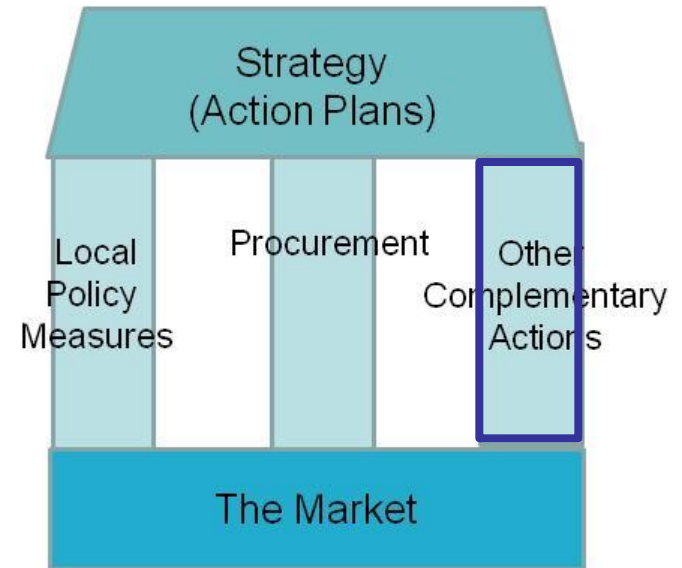 Strategy
(Action Plans)
Local
Policy
Measures
Procurement
Other
Complementary
Actions
The Market